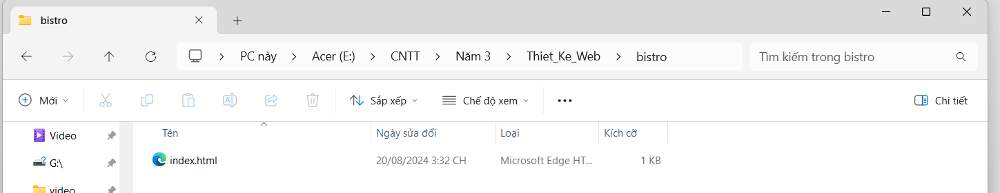 bistro
PC này Acer (E:) CNTT Năm 3 Thiet_Ke_Web bistro Tìm kiếm trong bistro
Mới Sắp xếp Chế độ xem Chi tiết
Tên Ngày sửa đổi Loại Kích cỡ
Video
index.html 20/08/2024 3:32 CH Microsoft Edge HT... 1 KB
G:\
video